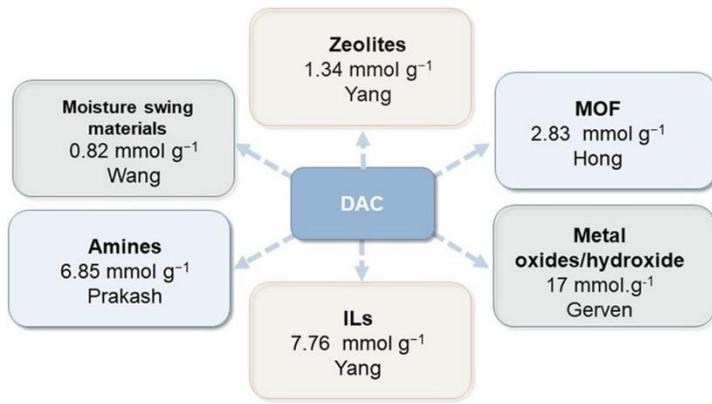 Zeolites
1.34 mmol g⁻¹
Yang
Moisture swing
materials
0.82 mmol g⁻¹
Wang
MOF
2.83 mmol g⁻¹
Hong
DAC
Amines
6.85 mmol g⁻¹
Prakash
Metal
oxides/hydroxide
17 mmol.g⁻¹
Gerven
ILs
7.76 mmol g⁻¹
Yang